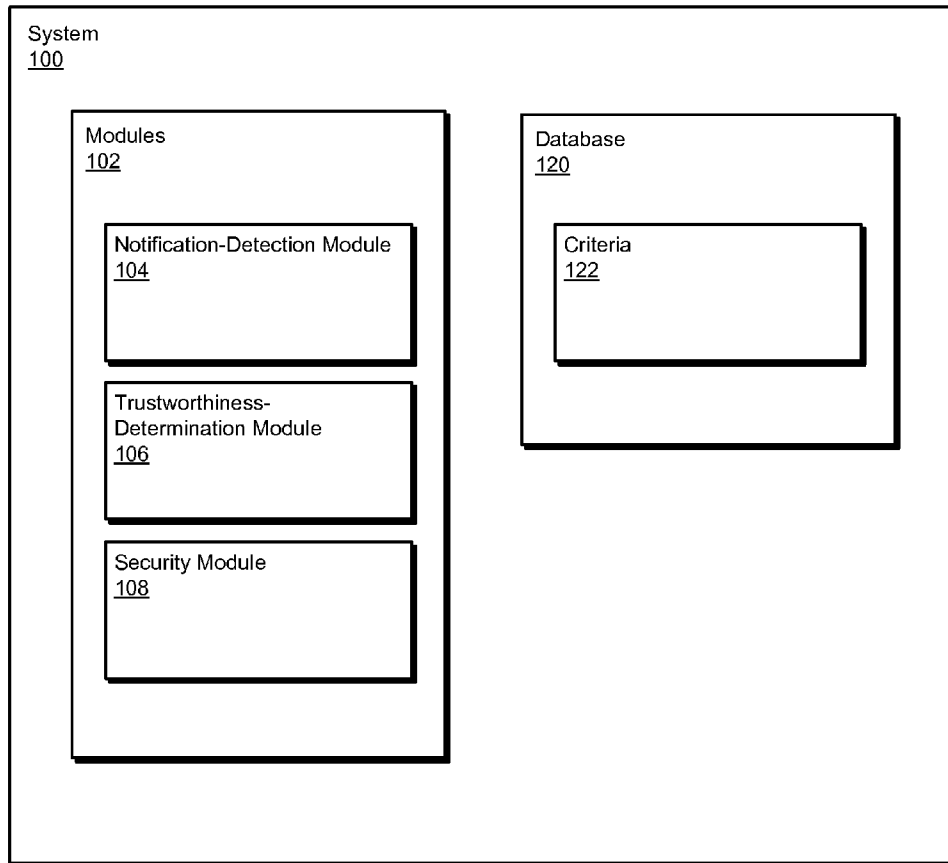 System
100
Modules
102
Notification-Detection Module
104
Trustworthiness-
Determination Module
106
Security Module
108
Database
120
Criteria
122